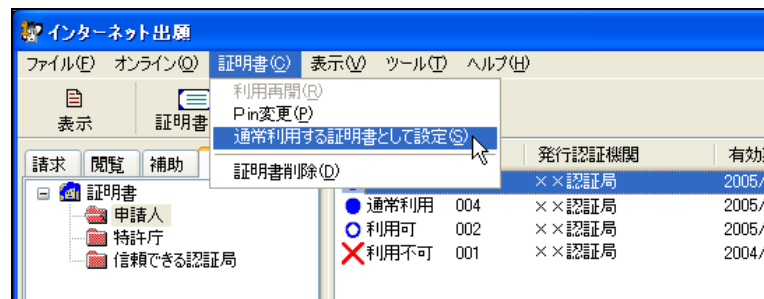 インターネット出願
ファイル(F) オンライン(O) 証明書(C) 表示(V) ツール(T) ヘルプ(H)
利用再開(R)
Pin変更(P)
通常利用する証明書として設定(S)
証明書削除(D)
表示 証明書
請求 閲覧 補助
発行認証機関 有効
××認証局 2005/
通常利用 004 ××認証局 2005/
利用可 002 ××認証局 2005/
利用不可 001 ××認証局 2004/
証明書
申請人
特許庁
信頼できる認証局